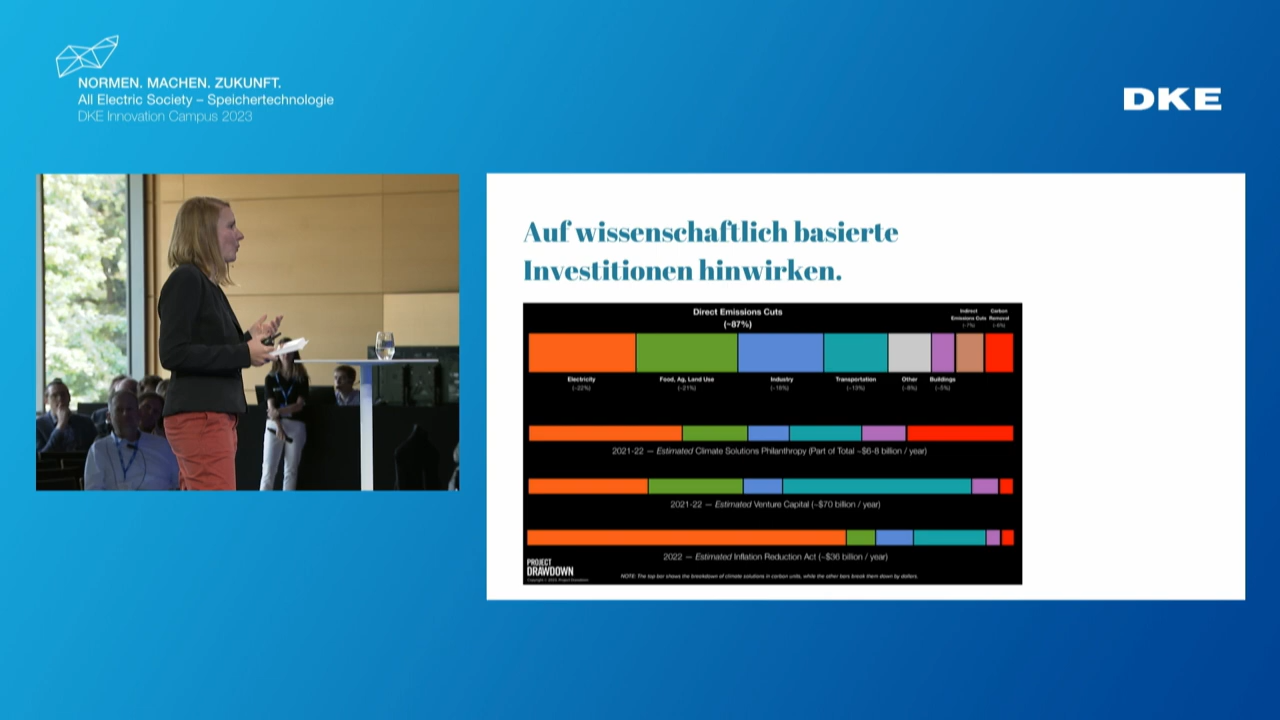 NORMEN. MACHEN. ZUKUNFT.
All Electric Society – Speichertechnologie
DKE Innovation Campus 2023
DKE
Auf wissenschaftlich basierte
Investitionen hinwirken.
Direct Emissions Cuts
(~87%)
Indirect
Emissions Cuts
(~7%)
Carbon
Removal
(~6%)
Electricity
(~22%)
Food, Ag, Land Use
(~21%)
Industry
(~18%)
Transportation
(~13%)
Other
(~9%)
Buildings
(~5%)
2021-22 — Estimated Climate Solutions Philanthropy (Part of Total ~$6-8 billion / year)
2021-22 — Estimated Venture Capital (~$70 billion / year)
2022 — Estimated Inflation Reduction Act (~$36 billion / year)
PROJECT
DRAWDOWN
NOTE: The top bar shows the breakdown of climate solutions in carbon units, while the other bars break them down by dollars.